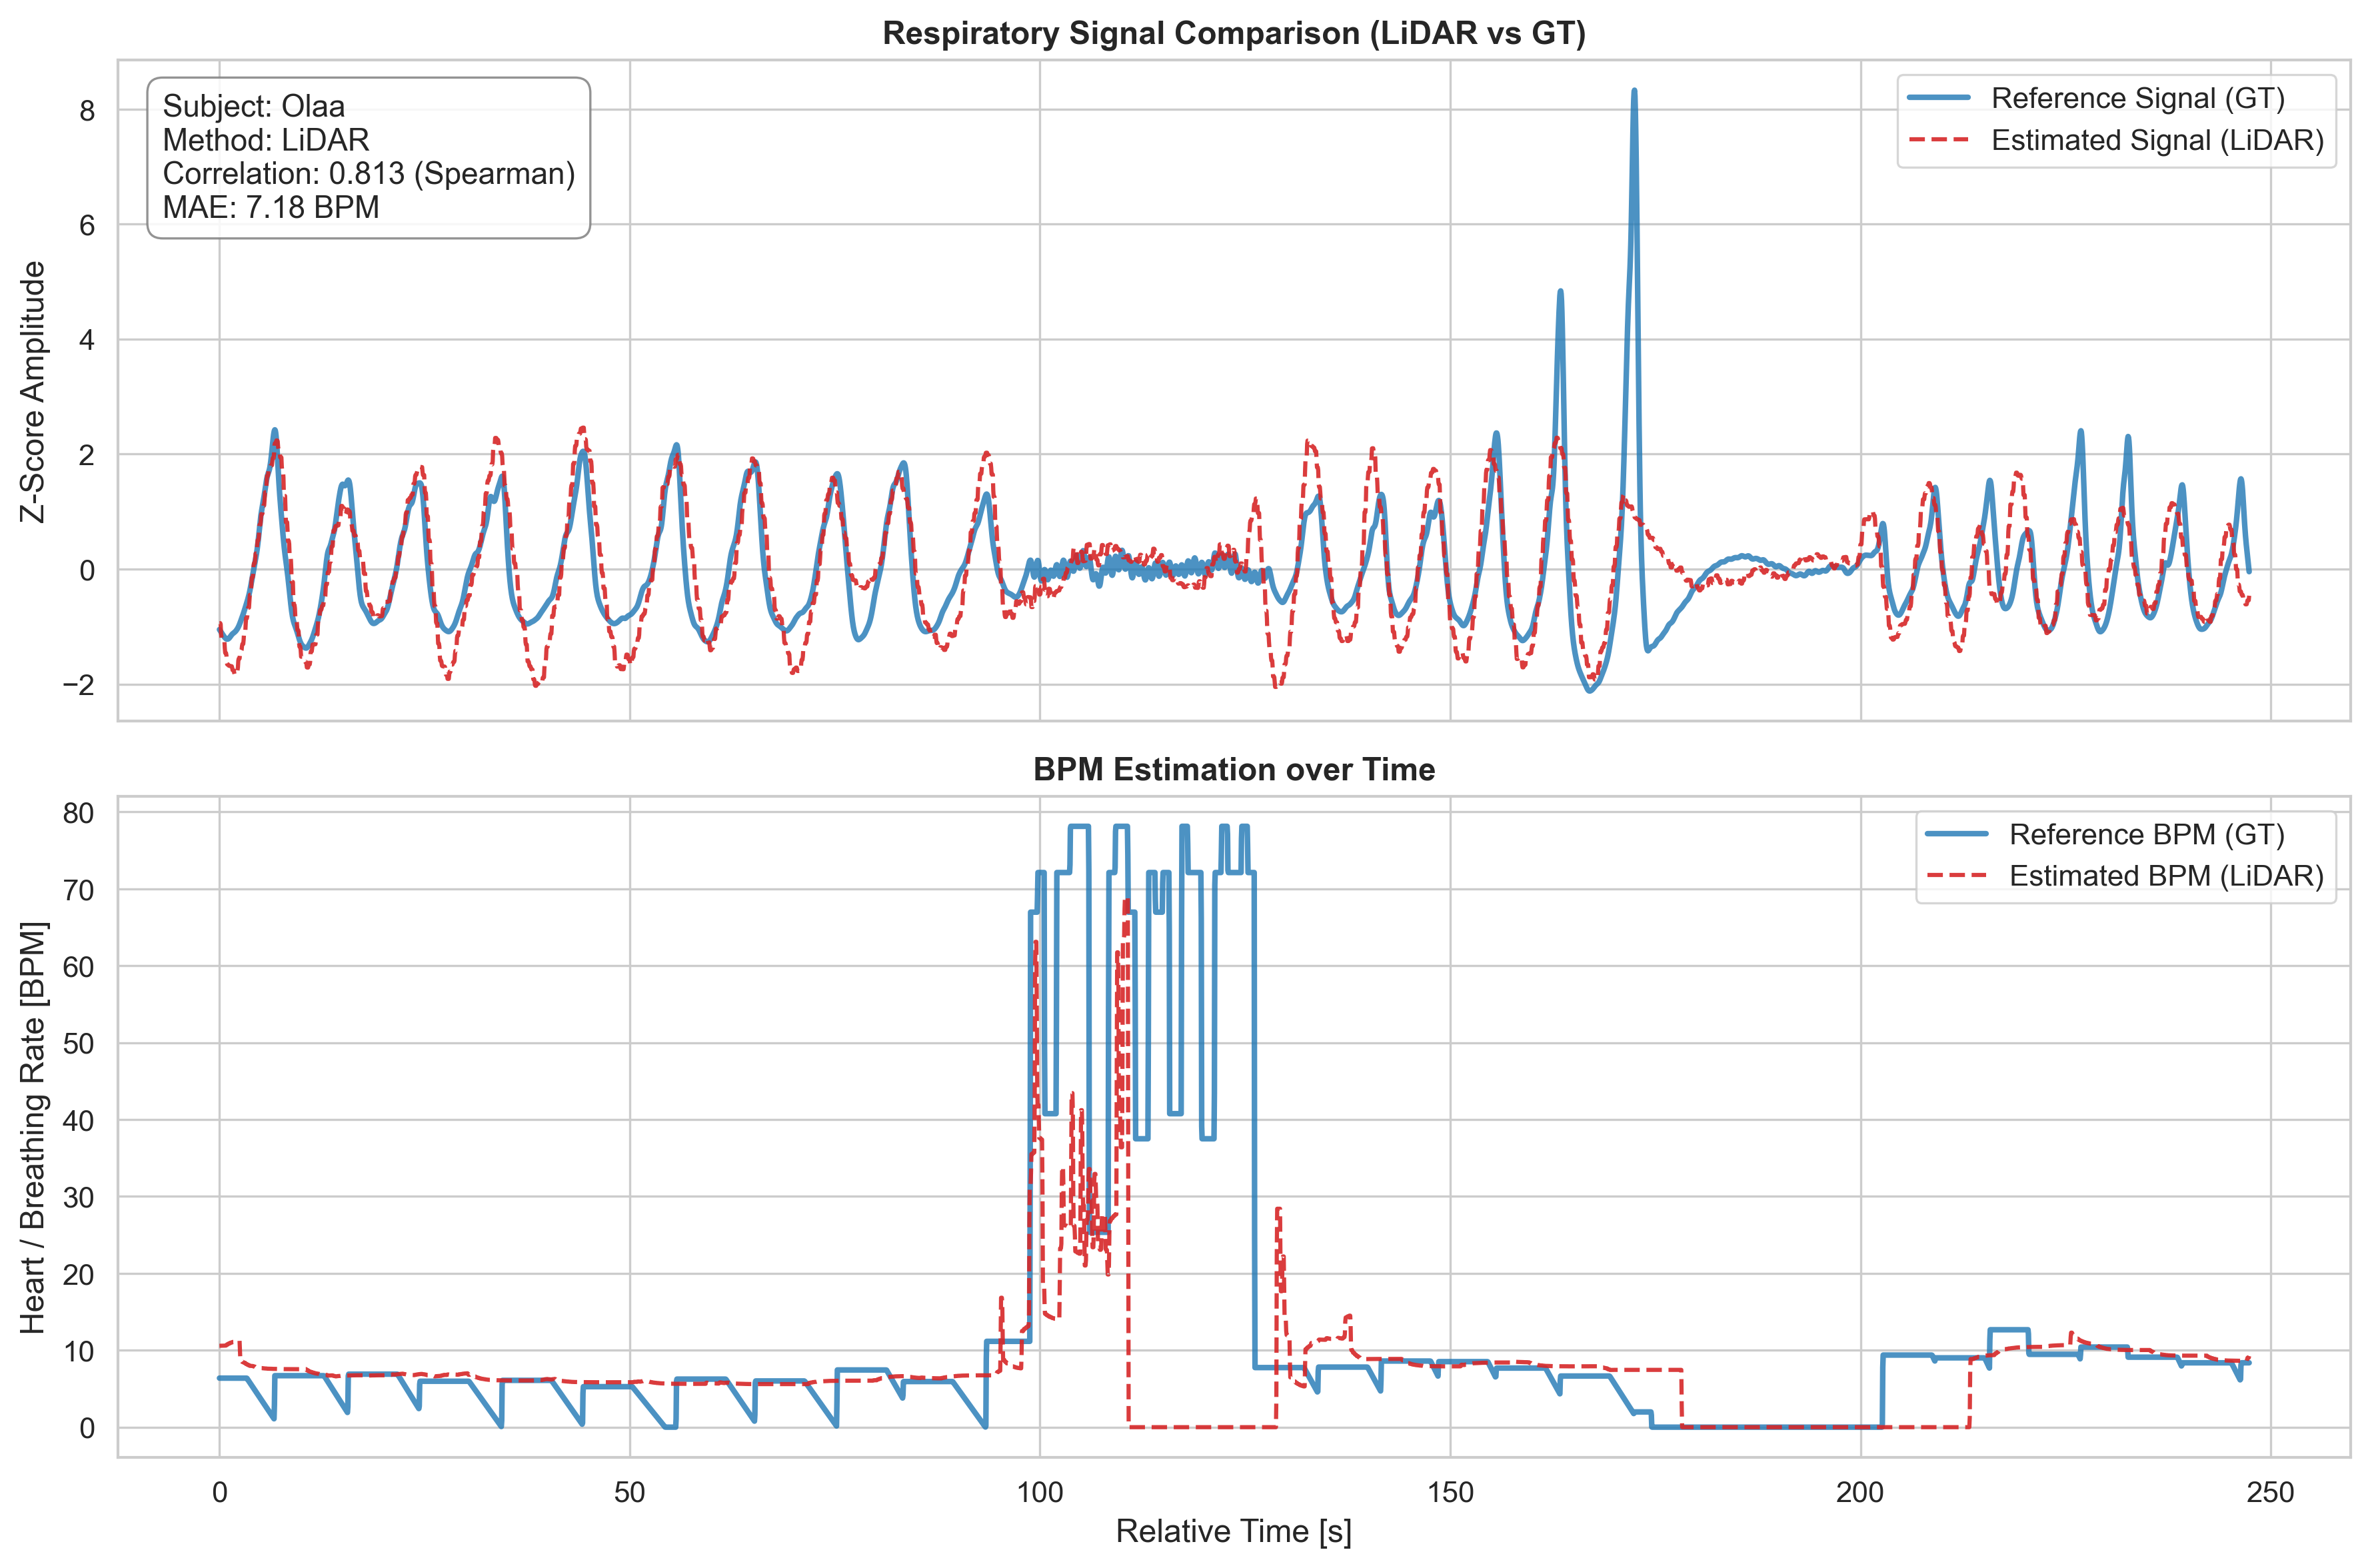 Respiratory Signal Comparison (LiDAR vs GT)
Subject: Olaa
Method: LiDAR
Correlation: 0.813 (Spearman)
MAE: 7.18 BPM
Reference Signal (GT)
Estimated Signal (LiDAR)
Z-Score Amplitude
8
6
4
2
0
−2
BPM Estimation over Time
Reference BPM (GT)
Estimated BPM (LiDAR)
Heart / Breathing Rate [BPM]
80
70
60
50
40
30
20
10
0
0
50
100
150
200
250
Relative Time [s]